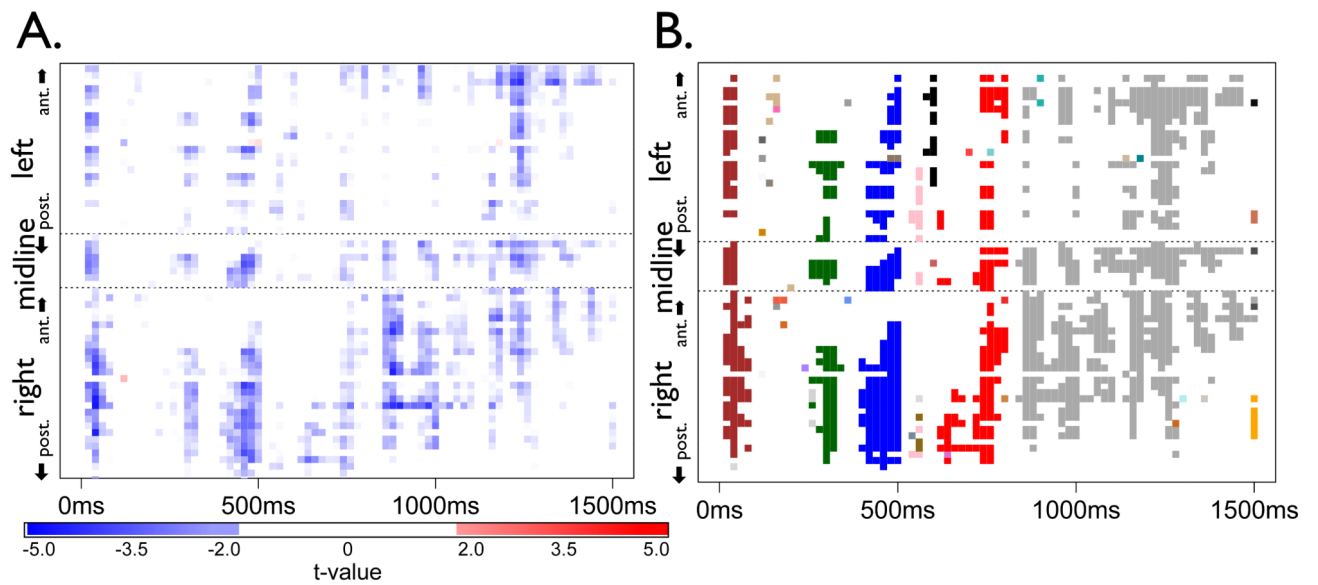 A.
B.
ant.
left
post.
midline
ant.
right
post.
0ms 500ms 1000ms 1500ms
-5.0 -3.5 -2.0 0 2.0 3.5 5.0
t-value
ant.
left
post.
midline
ant.
right
post.
0ms 500ms 1000ms 1500ms